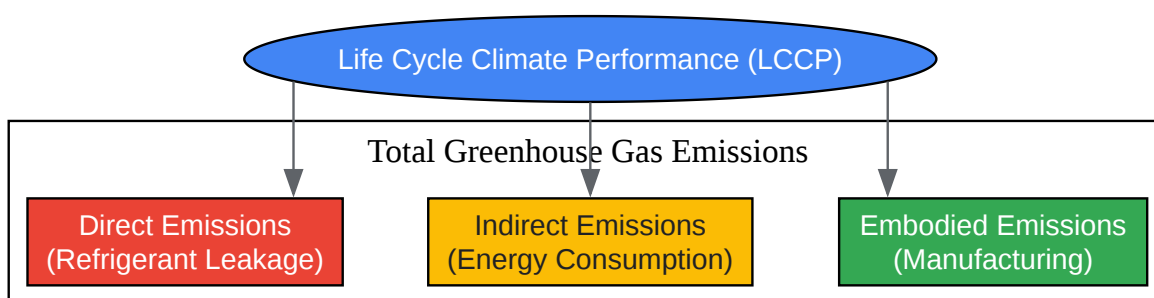 Life Cycle Climate Performance (LCCP)
Total Greenhouse Gas Emissions
Direct Emissions
(Refrigerant Leakage)
Indirect Emissions
(Energy Consumption)
Embodied Emissions
(Manufacturing)